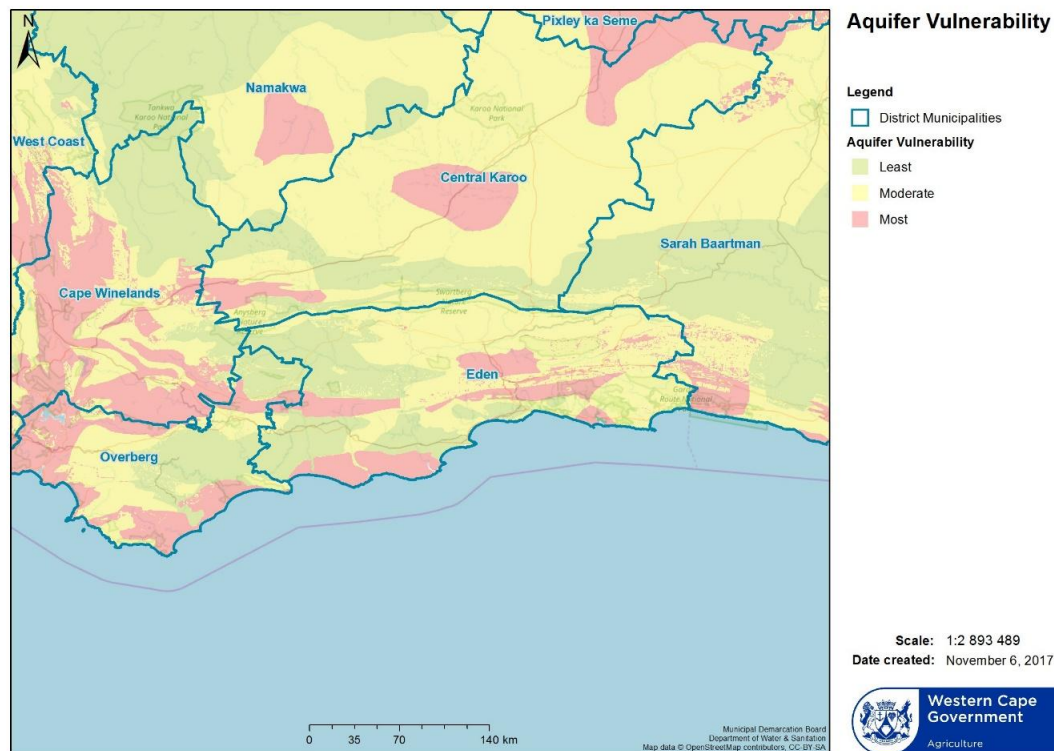 Aquifer Vulnerability
Legend
District Municipalities
Aquifer Vulnerability
Least
Moderate
Most
N
Pixley ka Seme
Namakwa
Tankwa
Karoo National
Park
Karoo National
Park
West Coast
Central Karoo
Sarah Baartman
Cape Winelands
Swartberg
Reserve
Anysberg
Nature
Eden
Overberg
Scale: 1:2 893 489
Date created: November 6, 2017
0 35 70 140 km
Municipal Demarcation Board
Department of Water & Sanitation
Map data © OpenStreetMap contributors, CC-BY-SA
Western Cape
Government
Agriculture